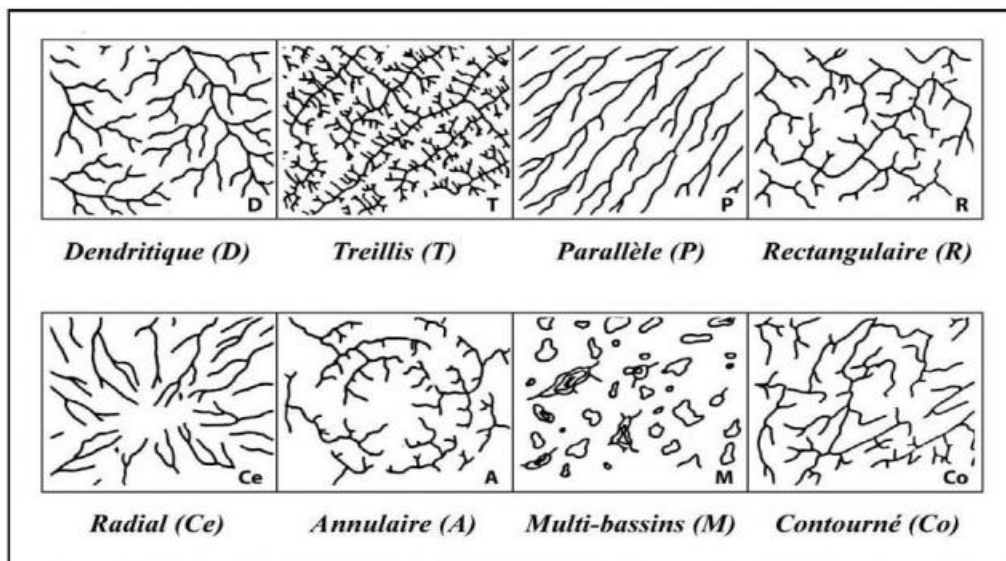 D T P R
Dendritique (D) Treillis (T) Parallèle (P) Rectangulaire (R)
Ce A M Co
Radial (Ce) Annulaire (A) Multi-bassins (M) Contourné (Co)